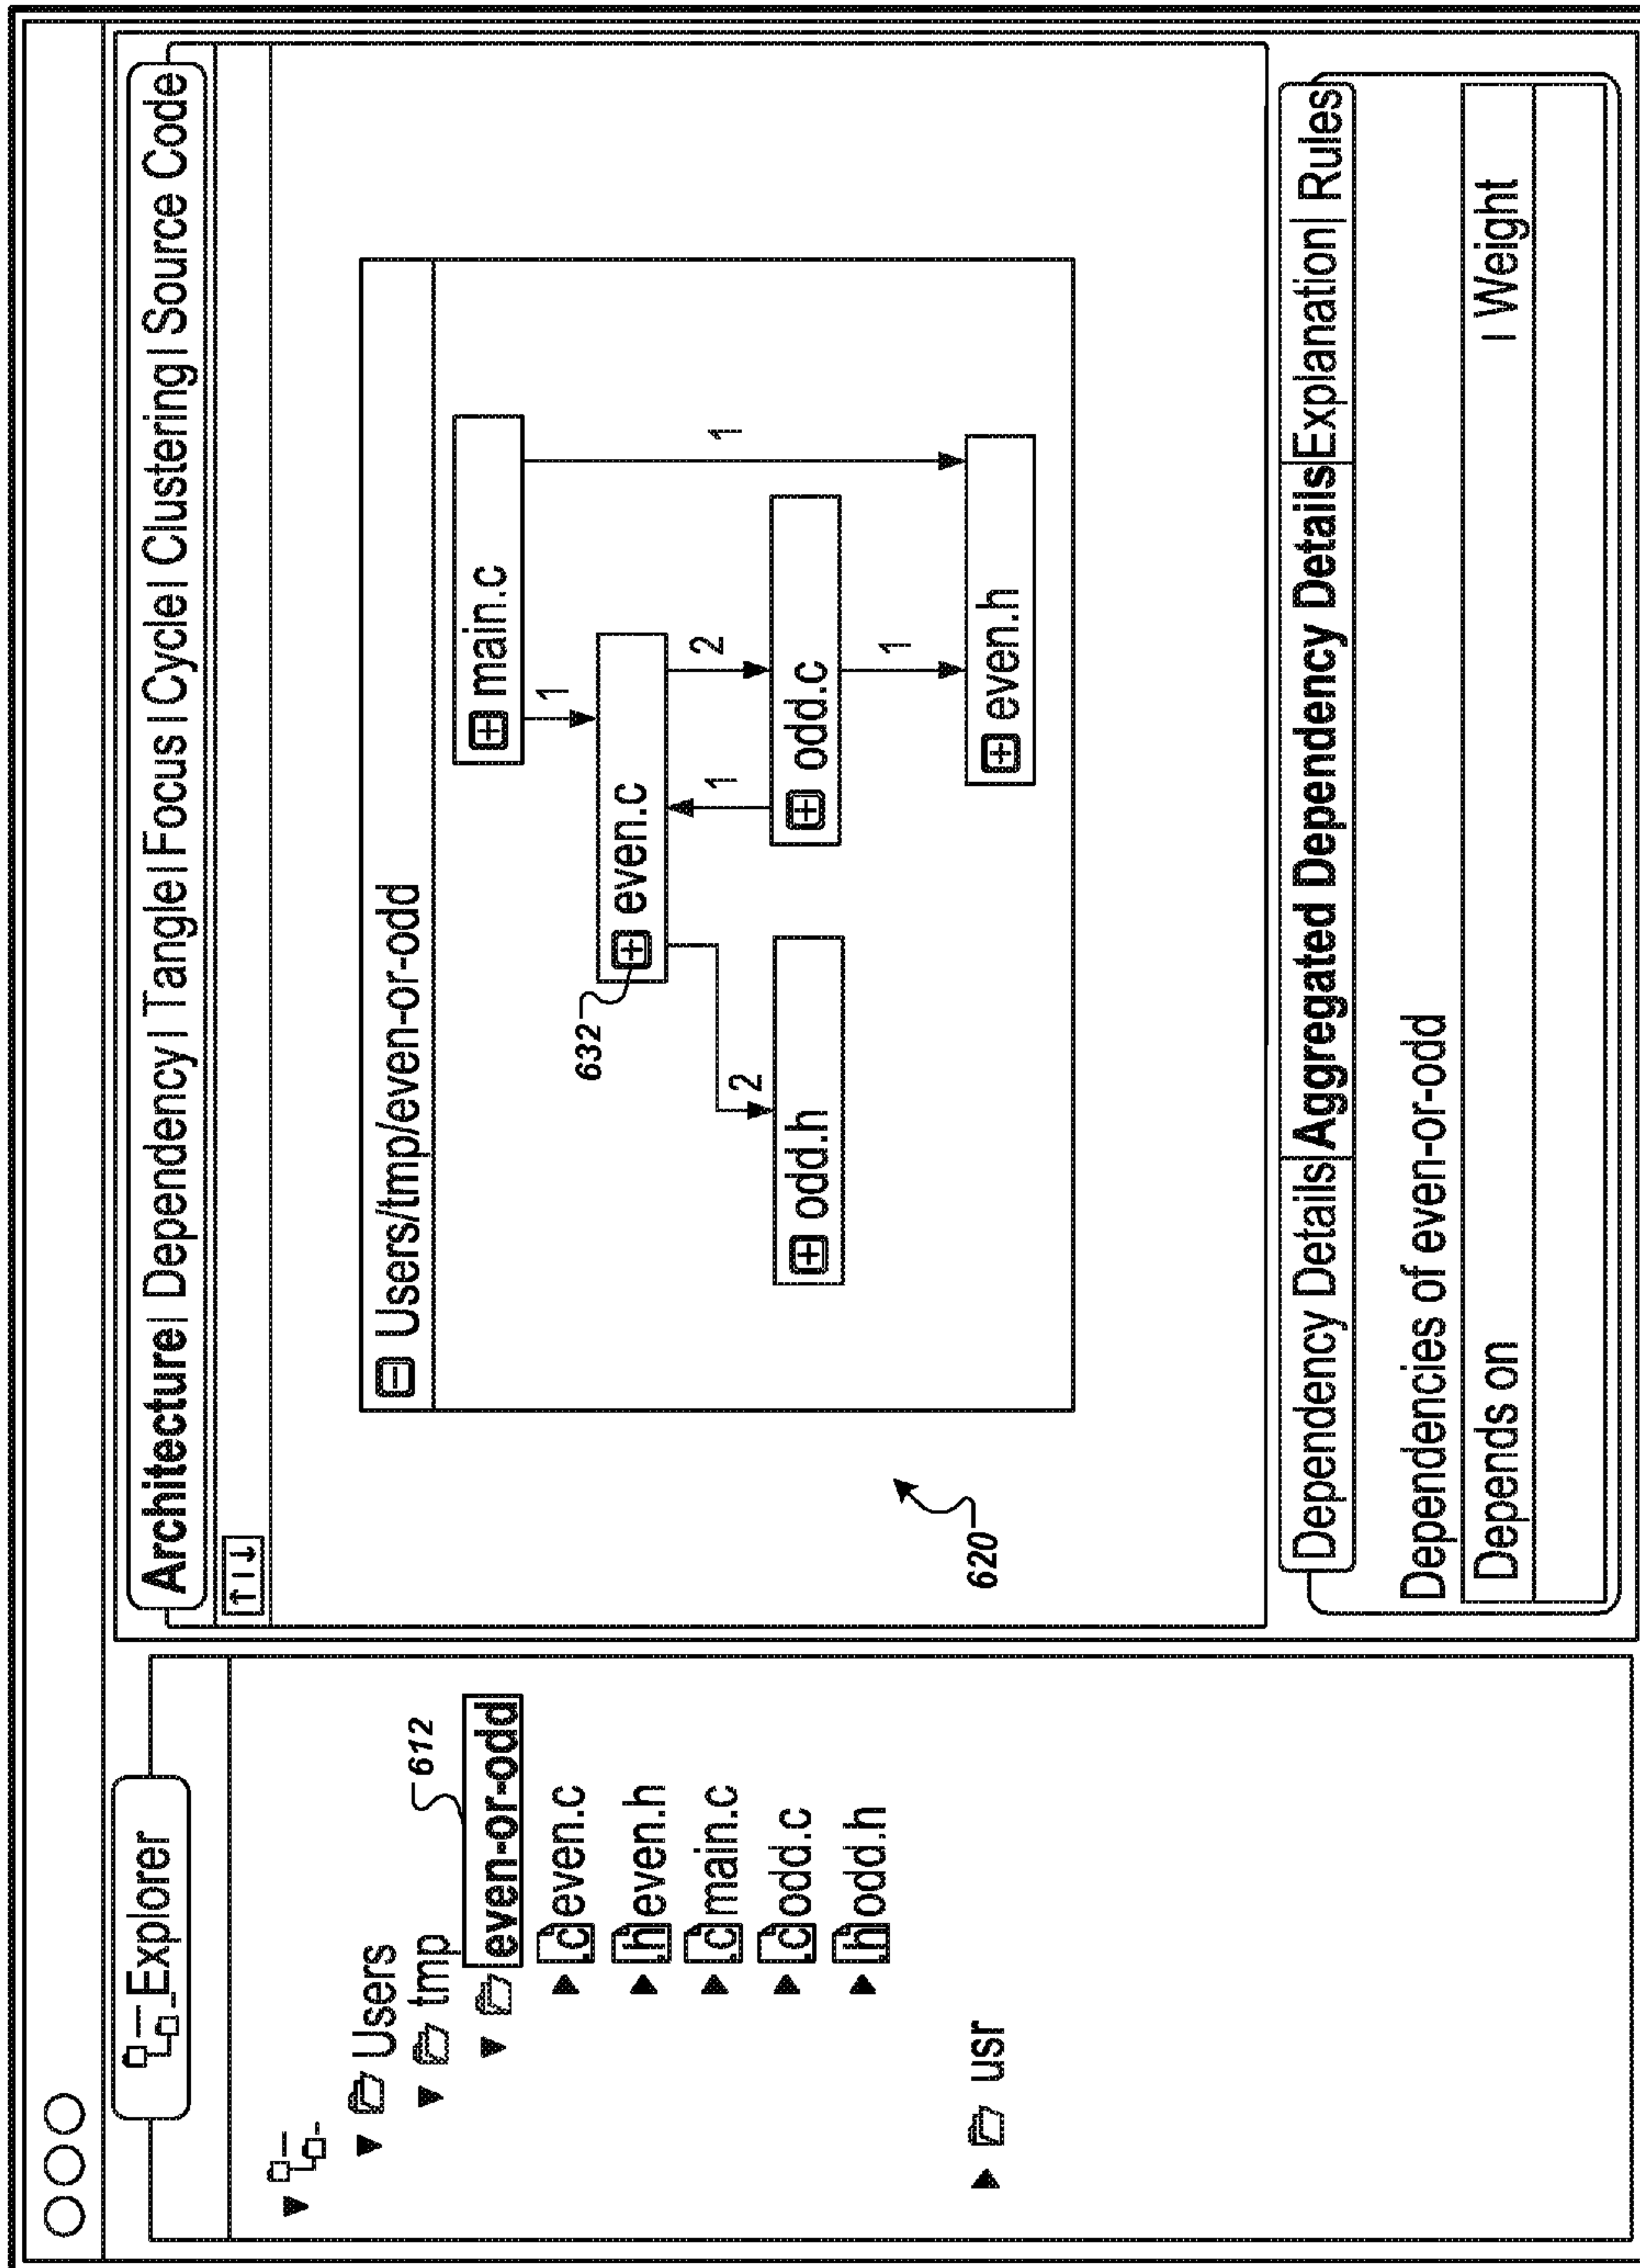 Explorer
Users
tmp
even-or-odd
612
.c even.c
.h even.h
.c main.c
.c odd.c
.h odd.h
usr
Architecture| Dependency| Tangle|Focus|Cycle| Clustering|Source Code
Users/tmp/even-or-odd
main.c
1
1
632
even.c
2
1
2
odd.h
odd.c
1
even.h
620
Dependency Details|Aggregated Dependency Details|Explanation| Rules
Dependencies of even-or-odd
Depends on | Weight